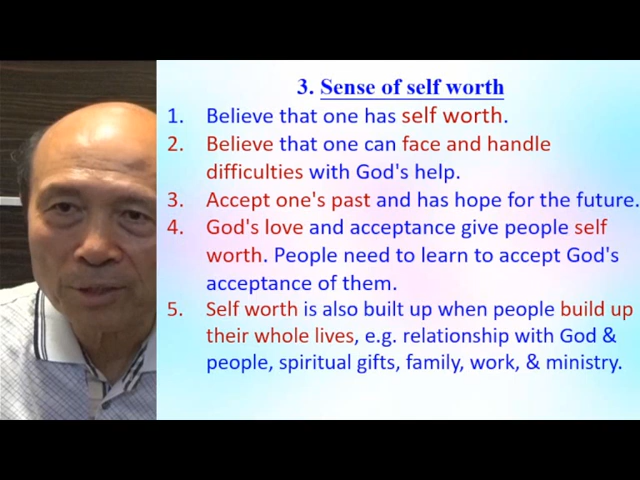 3. Sense of self worth
1. Believe that one has self worth.
2. Believe that one can face and handle
difficulties with God's help.
3. Accept one's past and has hope for the future.
4. God's love and acceptance give people self
worth. People need to learn to accept God's
acceptance of them.
5. Self worth is also built up when people build up
their whole lives, e.g. relationship with God &
people, spiritual gifts, family, work, & ministry.